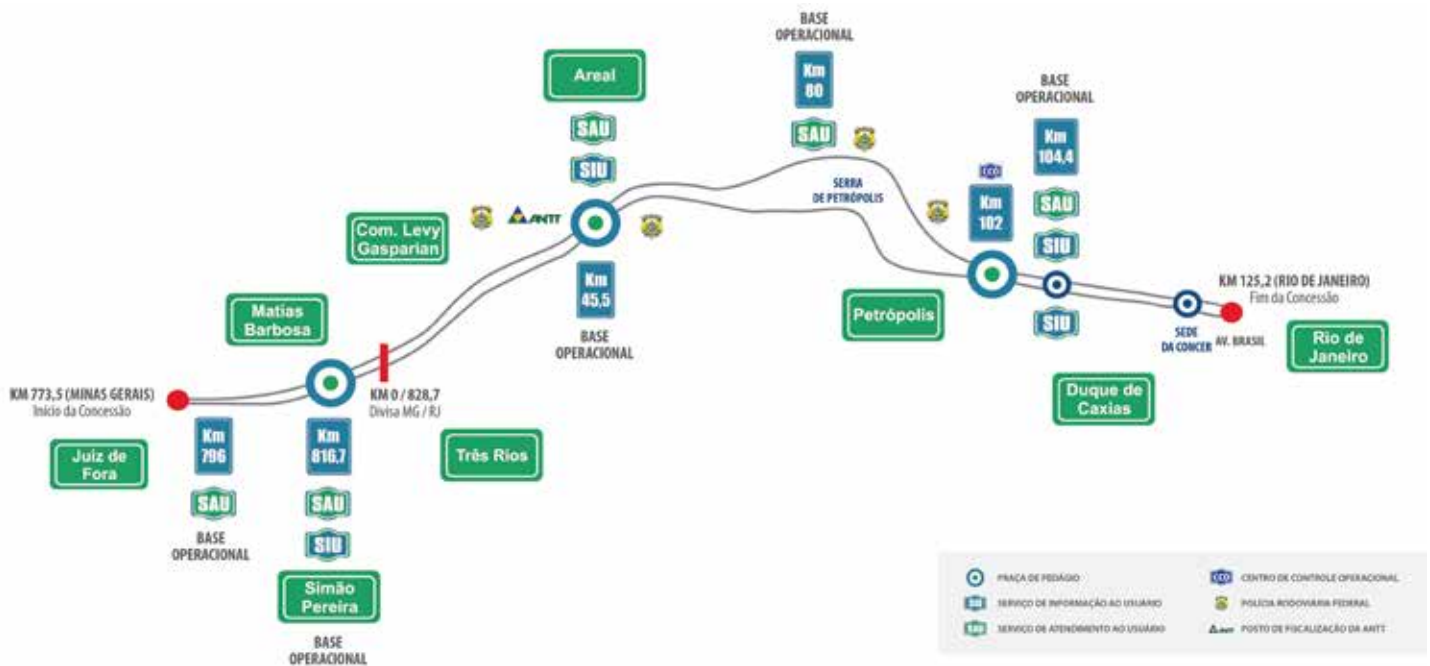 BASE
OPERACIONAL
Km
80
SAU
BASE
OPERACIONAL
Km
104,4
SAU
SIU
SIU
Areal
SAU
SIU
ANTT
Km
45,5
BASE
OPERACIONAL
Com. Levy
Gasparian
SERRA
DE PETRÓPOLIS
CCO
Km
102
Petrópolis
KM 125,2 (RIO DE JANEIRO)
Fim da Concessão
SEDE
DA CONCER
AV. BRASIL
Rio de
Janeiro
Duque de
Caxias
Matias
Barbosa
KM 773,5 (MINAS GERAIS)
Início da Concessão
KM 0 / 828,7
Divisa MG / RJ
Juiz de
Fora
Km
796
SAU
BASE
OPERACIONAL
Km
816,7
SAU
SIU
Simão
Pereira
BASE
OPERACIONAL
Três Rios
PRAÇA DE PEDÁGIO
SIU
SERVIÇO DE INFORMAÇÃO AO USUÁRIO
SAU
SERVIÇO DE ATENDIMENTO AO USUÁRIO
CCO
CENTRO DE CONTROLE OPERACIONAL
POLÍCIA RODOVIÁRIA FEDERAL
ANTT
POSTO DE FISCALIZAÇÃO DA ANTT